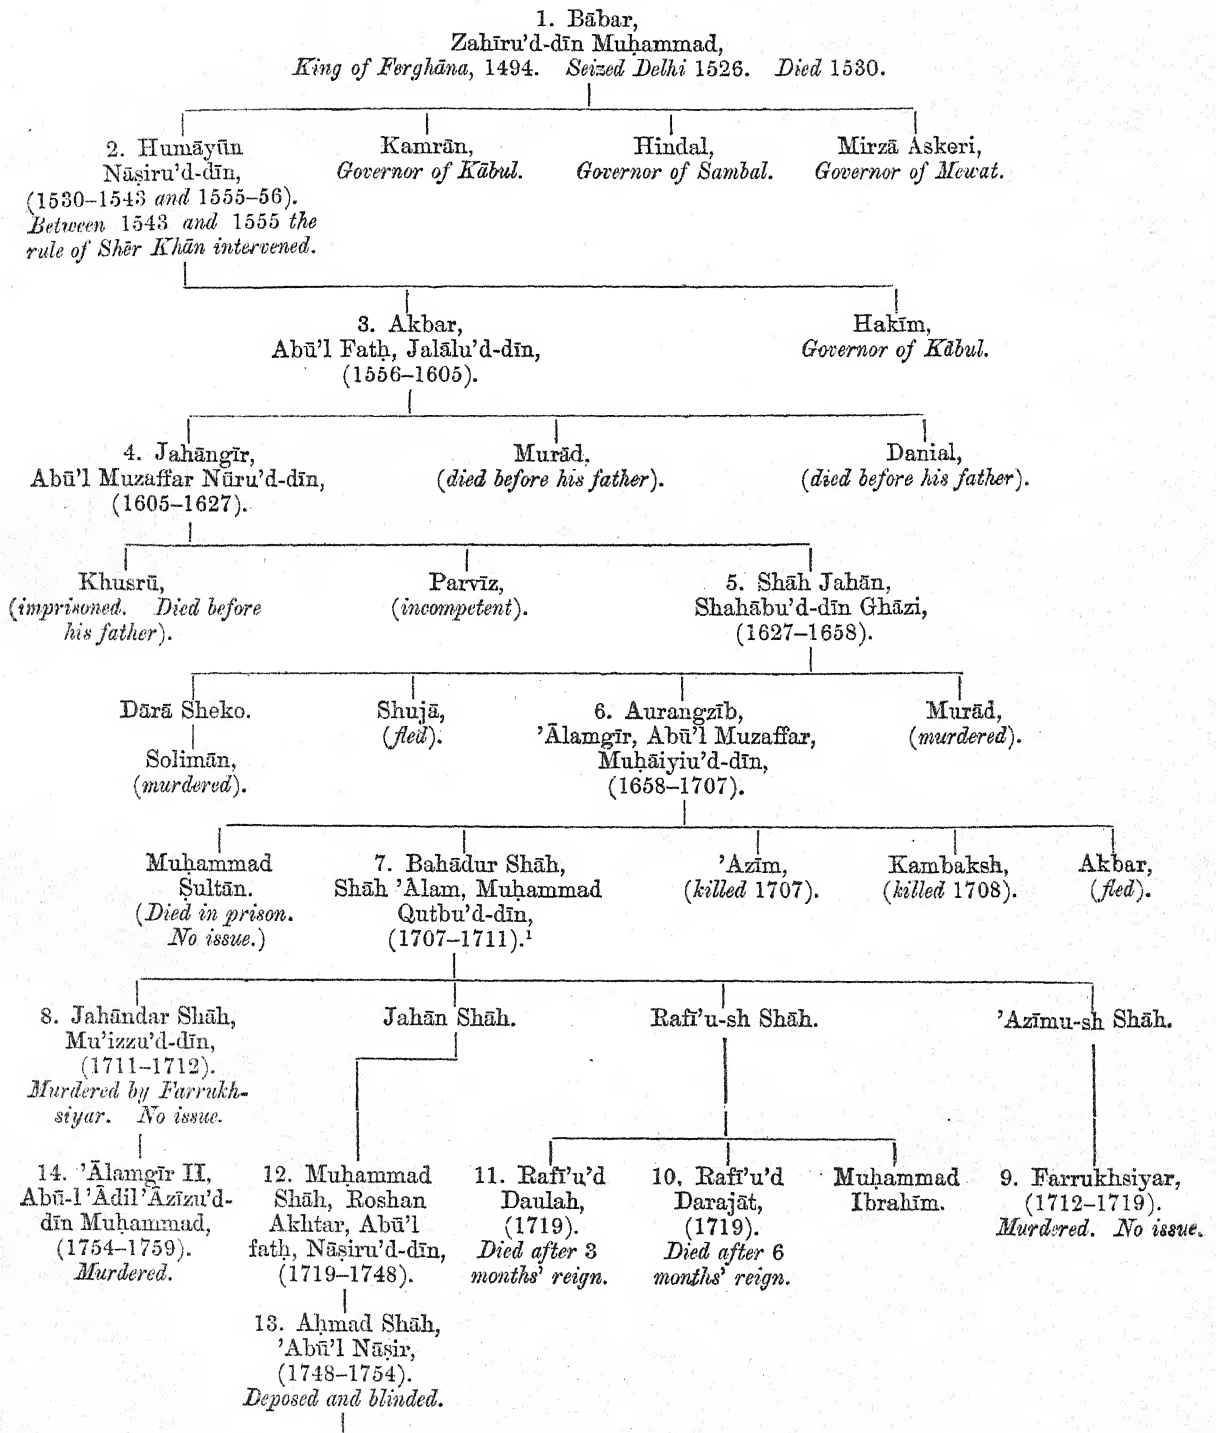 1. Bābar,
Zahīru’d-dīn Muḥammad,
King of Ferghāna, 1494. Seized Delhi 1526. Died 1530.
2. Humāyūn
Nāṣiru’d-dīn,
(1530–1543 and 1555–56).
Between 1543 and 1555 the
rule of Shēr Khān intervened.
Kamrān,
Governor of Kābul.
Hindal,
Governor of Sambal.
Mirzā Askeri,
Governor of Mewat.
3. Akbar,
Abū’l Fatḥ, Jalālu’d-dīn,
(1556–1605).
Hakīm,
Governor of Kābul.
4. Jahāngīr,
Abū’l Muzaffar Nūru’d-dīn,
(1605–1627).
Murād.
(died before his father).
Danial,
(died before his father).
Khusrū,
(imprisoned. Died before
his father).
Parvīz,
(incompetent).
5. Shāh Jahān,
Shahābu’d-dīn Ghāzi,
(1627–1658).
Dārā Sheko.
Solimān,
(murdered).
Shujā,
(fled).
6. Aurangzīb,
’Ālamgīr, Abū’l Muzaffar,
Muḥāiyiu’d-dīn,
(1658–1707).
Murād,
(murdered).
Muḥammad
Ṣultān.
(Died in prison.
No issue.)
7. Bahādur Shāh,
Shāh ’Ālam, Muḥammad
Qutbu’d-dīn,
(1707–1711).¹
’Azīm,
(killed 1707).
Kambaksh,
(killed 1708).
Akbar,
(fled).
8. Jahāndar Shāh,
Mu’izzu’d-dīn,
(1711–1712).
Murdered by Farrukh-
siyar. No issue.
Jahān Shāh.
Rafī’u-sh Shāh.
’Azīmu-sh Shāh.
14. ’Ālamgīr II,
Abū-l ’Ādil ’Āzīzu’d-
dīn Muḥammad,
(1754–1759).
Murdered.
12. Muḥammad
Shāh, Roshan
Akhtar, Abū’l
fatḥ, Nāṣiru’d-dīn,
(1719–1748).
11. Rafī’u’d
Daulah,
(1719).
Died after 3
months’ reign.
10. Rafī’u’d
Darajāt,
(1719).
Died after 6
months’ reign.
Muḥammad
Ibrahīm.
9. Farrukhsiyar,
(1712–1719).
Murdered. No issue.
13. Aḥmad Shāh,
’Abū’l Nāṣir,
(1748–1754).
Deposed and blinded.